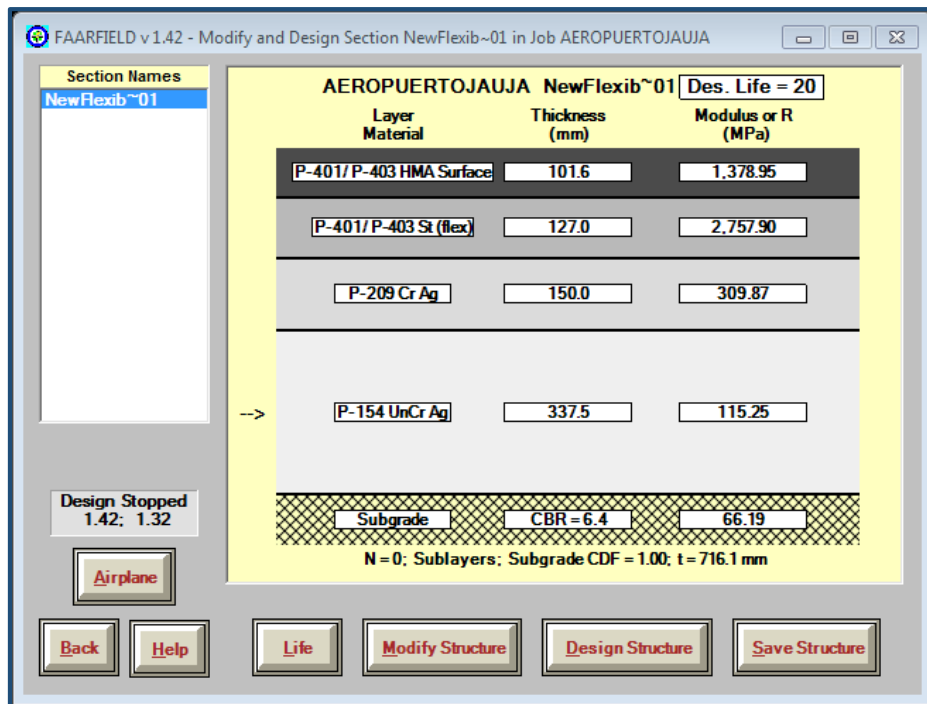 FAARFIELD v 1.42 - Modify and Design Section NewFlexib~01 in Job AEROPUERTOJAUJA
Section Names
NewFlexib~01
AEROPUERTOJAUJA NewFlexib~01 Des. Life = 20
Layer Material Thickness (mm) Modulus or R (MPa)
P-401/ P-403 HMA Surface 101.6 1,378.95
P-401/ P-403 St (flex) 127.0 2,757.90
P-209 Cr Ag 150.0 309.87
--> P-154 UnCr Ag 337.5 115.25
Subgrade CBR = 6.4 66.19
N = 0; Sublayers; Subgrade CDF = 1.00; t = 716.1 mm
Design Stopped
1.42; 1.32
Airplane
Back Help Life Modify Structure Design Structure Save Structure